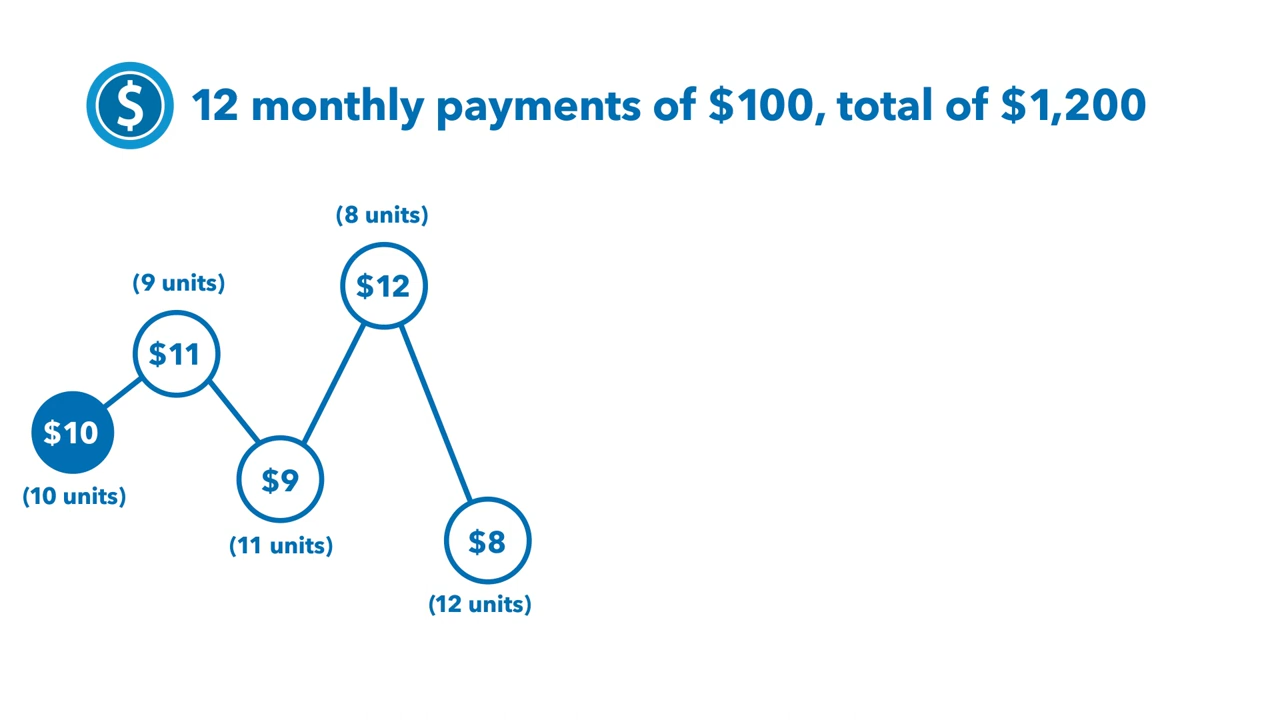 $ 12 monthly payments of $100, total of $1,200
(8 units)
$12
(9 units)
$11
$10
(10 units)
$9
(11 units)
$8
(12 units)